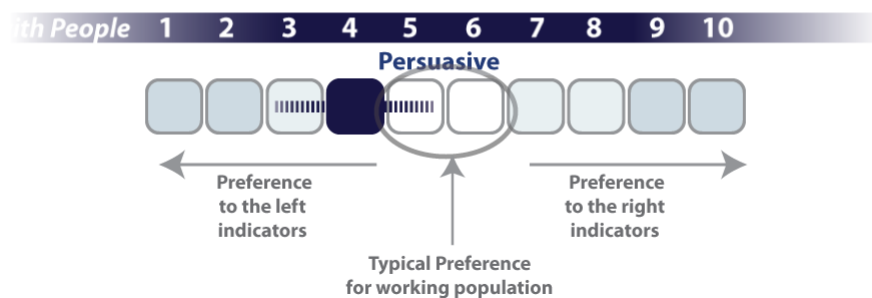 ith People 1 2 3 4 5 6 7 8 9 10
Persuasive
Preference
to the left
indicators
Preference
to the right
indicators
Typical Preference
for working population